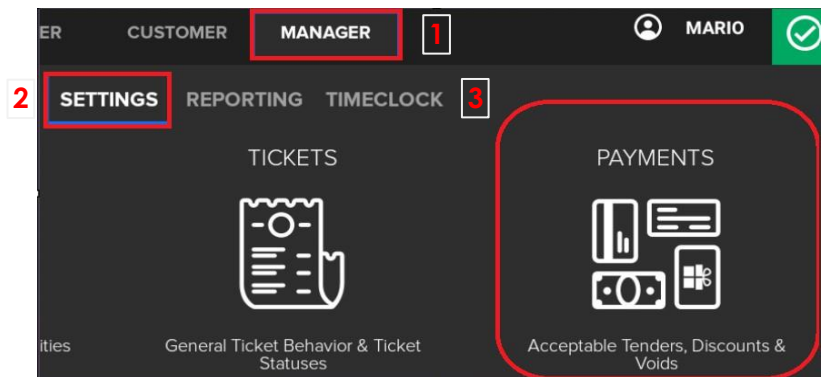 ER CUSTOMER MANAGER 1 MARIO
2 SETTINGS REPORTING TIMECLOCK 3
TICKETS PAYMENTS
ities General Ticket Behavior & Ticket Acceptable Tenders, Discounts &
Statuses Voids